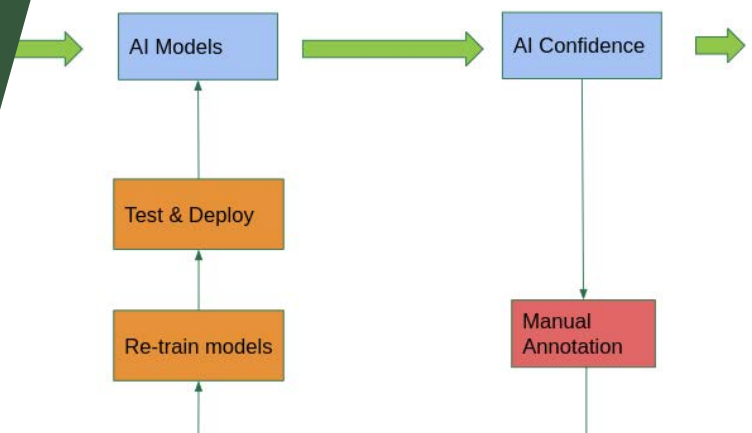 AI Models
AI Confidence
Test & Deploy
Manual
Annotation
Re-train models